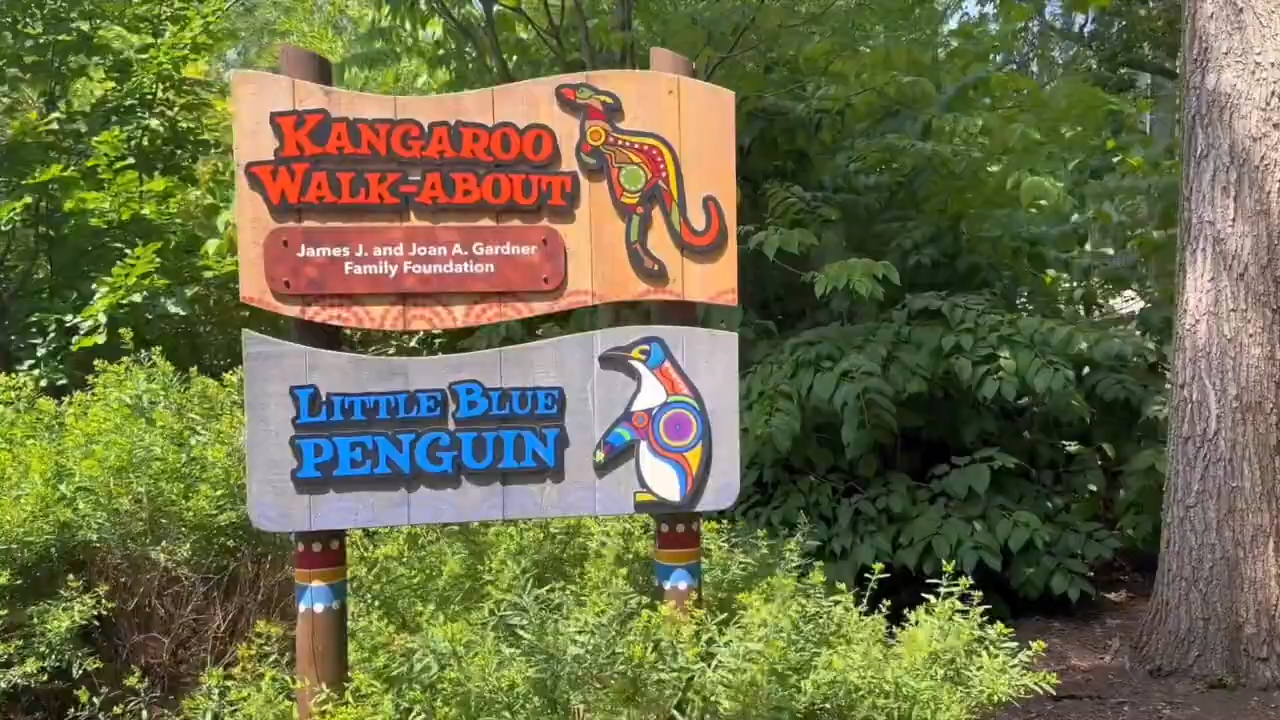 KANGAROO
WALK-ABOUT
James J. and Joan A. Gardner
Family Foundation
LITTLE BLUE
PENGUIN